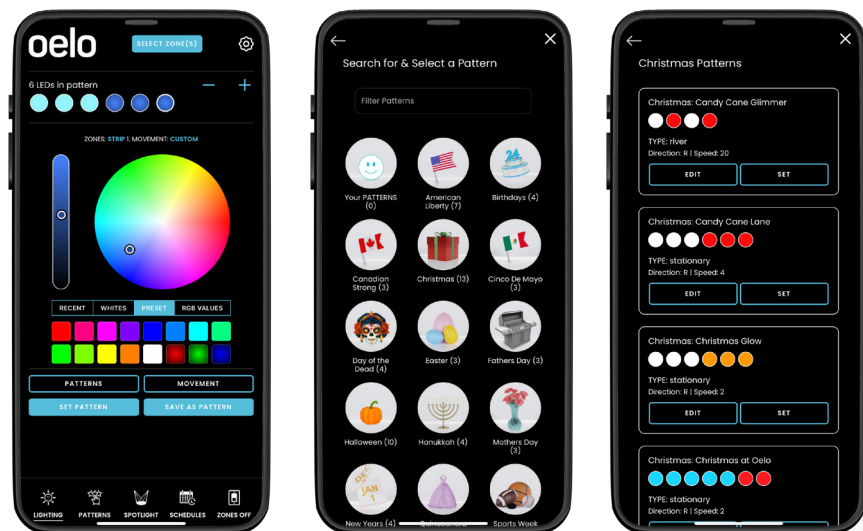 oelo
SELECT ZONE(S)
6 LEDs in pattern
ZONES: STRIP 1, MOVEMENT: CUSTOM
RECENT
WHITES
PRESET
RGB VALUES
PATTERNS
MOVEMENT
SET PATTERN
SAVE AS PATTERN
LIGHTING
PATTERNS
SPOTLIGHT
SCHEDULES
ZONES OFF
Search for & Select a Pattern
Filter Patterns
Your PATTERNS
(0)
American
Liberty (7)
Birthdays (4)
Canadian
Strong (3)
Christmas (13)
Cinco De Mayo
(3)
Day of the
Dead (4)
Easter (3)
Fathers Day (3)
Halloween (10)
Hanukkah (4)
Mothers Day
(3)
New Years (4)
Quinceanera
Sports Week
Christmas Patterns
Christmas: Candy Cane Glimmer
TYPE: river
Direction: R | Speed: 20
EDIT
SET
Christmas: Candy Cane Lane
TYPE: stationary
Direction: R | Speed: 4
EDIT
SET
Christmas: Christmas Glow
TYPE: stationary
Direction: R | Speed: 2
EDIT
SET
Christmas: Christmas at Oelo
TYPE: stationary
Direction: R | Speed: 2